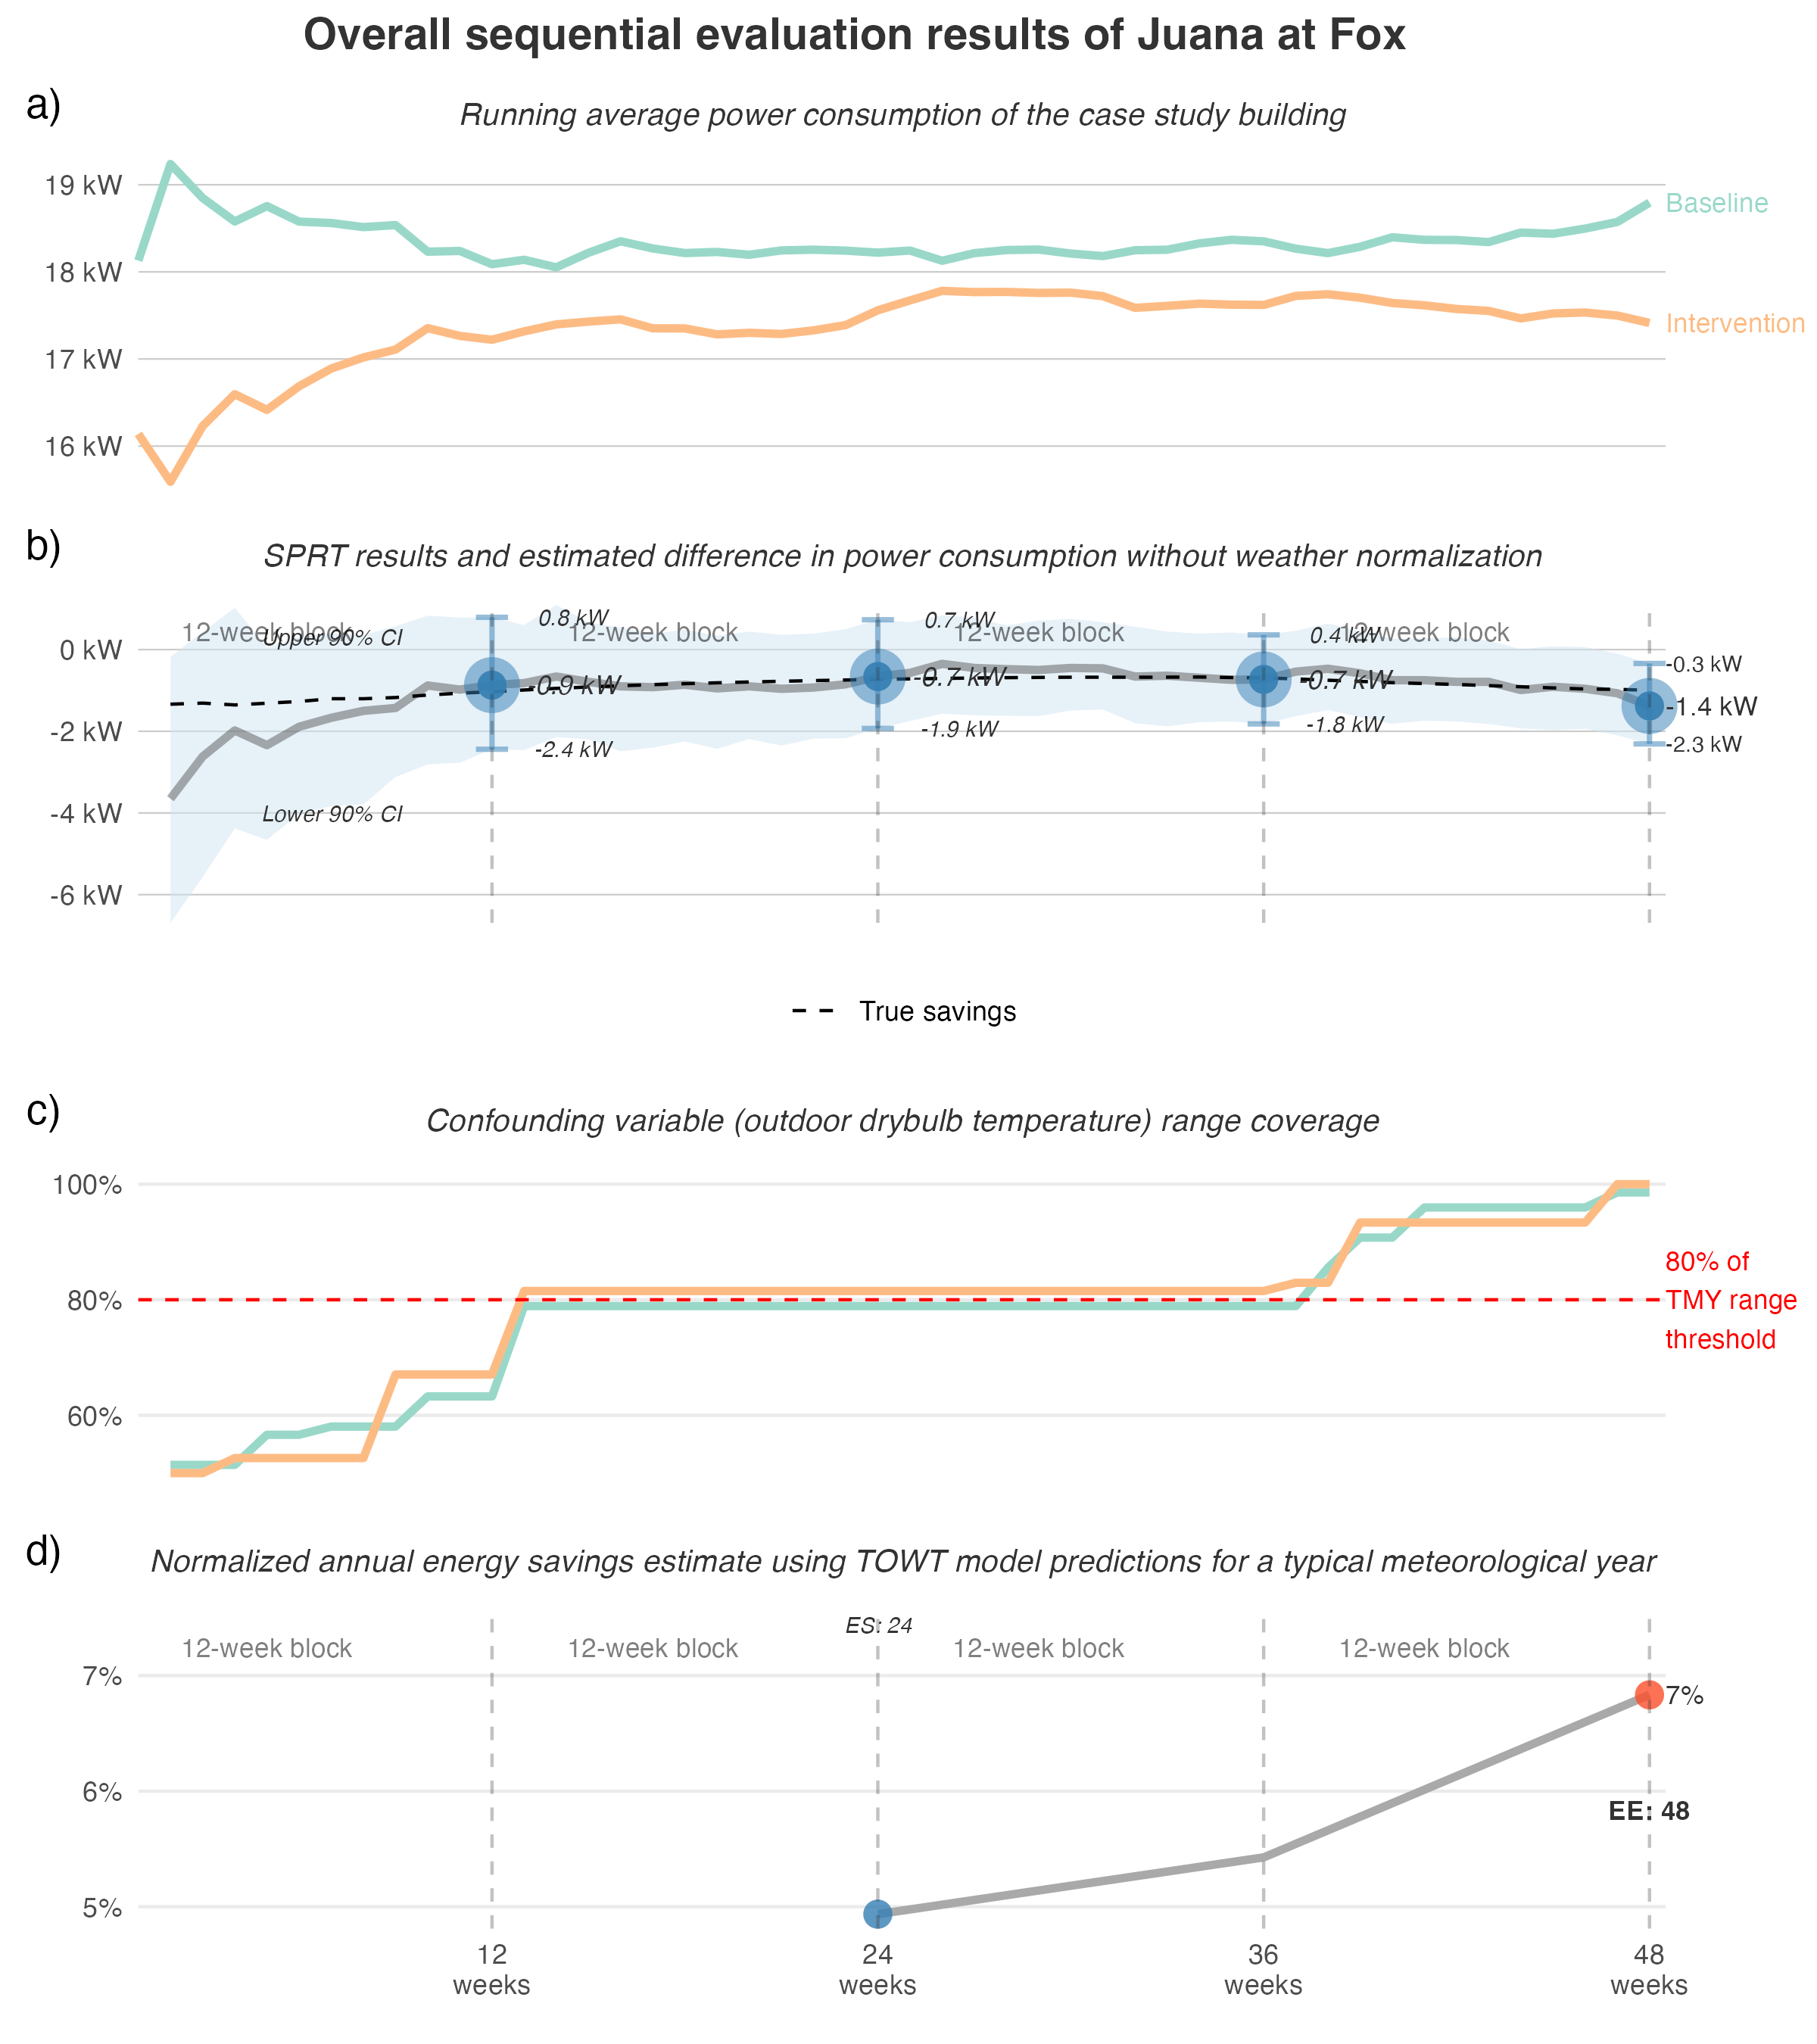 Overall sequential evaluation results of Juana at Fox
a)
Running average power consumption of the case study building
19 kW
18 kW
17 kW
16 kW
Baseline
Intervention
b)
SPRT results and estimated difference in power consumption without weather normalization
0 kW
-2 kW
-4 kW
-6 kW
12-week block
12-week block
12-week block
12-week block
Upper 90% CI
Lower 90% CI
0.8 kW
-0.9 kW
-2.4 kW
0.7 kW
-0.7 kW
-1.9 kW
0.4 kW
-0.7 kW
-1.8 kW
-0.3 kW
-1.4 kW
-2.3 kW
True savings
c)
Confounding variable (outdoor drybulb temperature) range coverage
100%
80%
60%
80% of
TMY range
threshold
d)
Normalized annual energy savings estimate using TOWT model predictions for a typical meteorological year
ES: 24
12-week block
12-week block
12-week block
12-week block
7%
6%
5%
7%
EE: 48
12
weeks
24
weeks
36
weeks
48
weeks